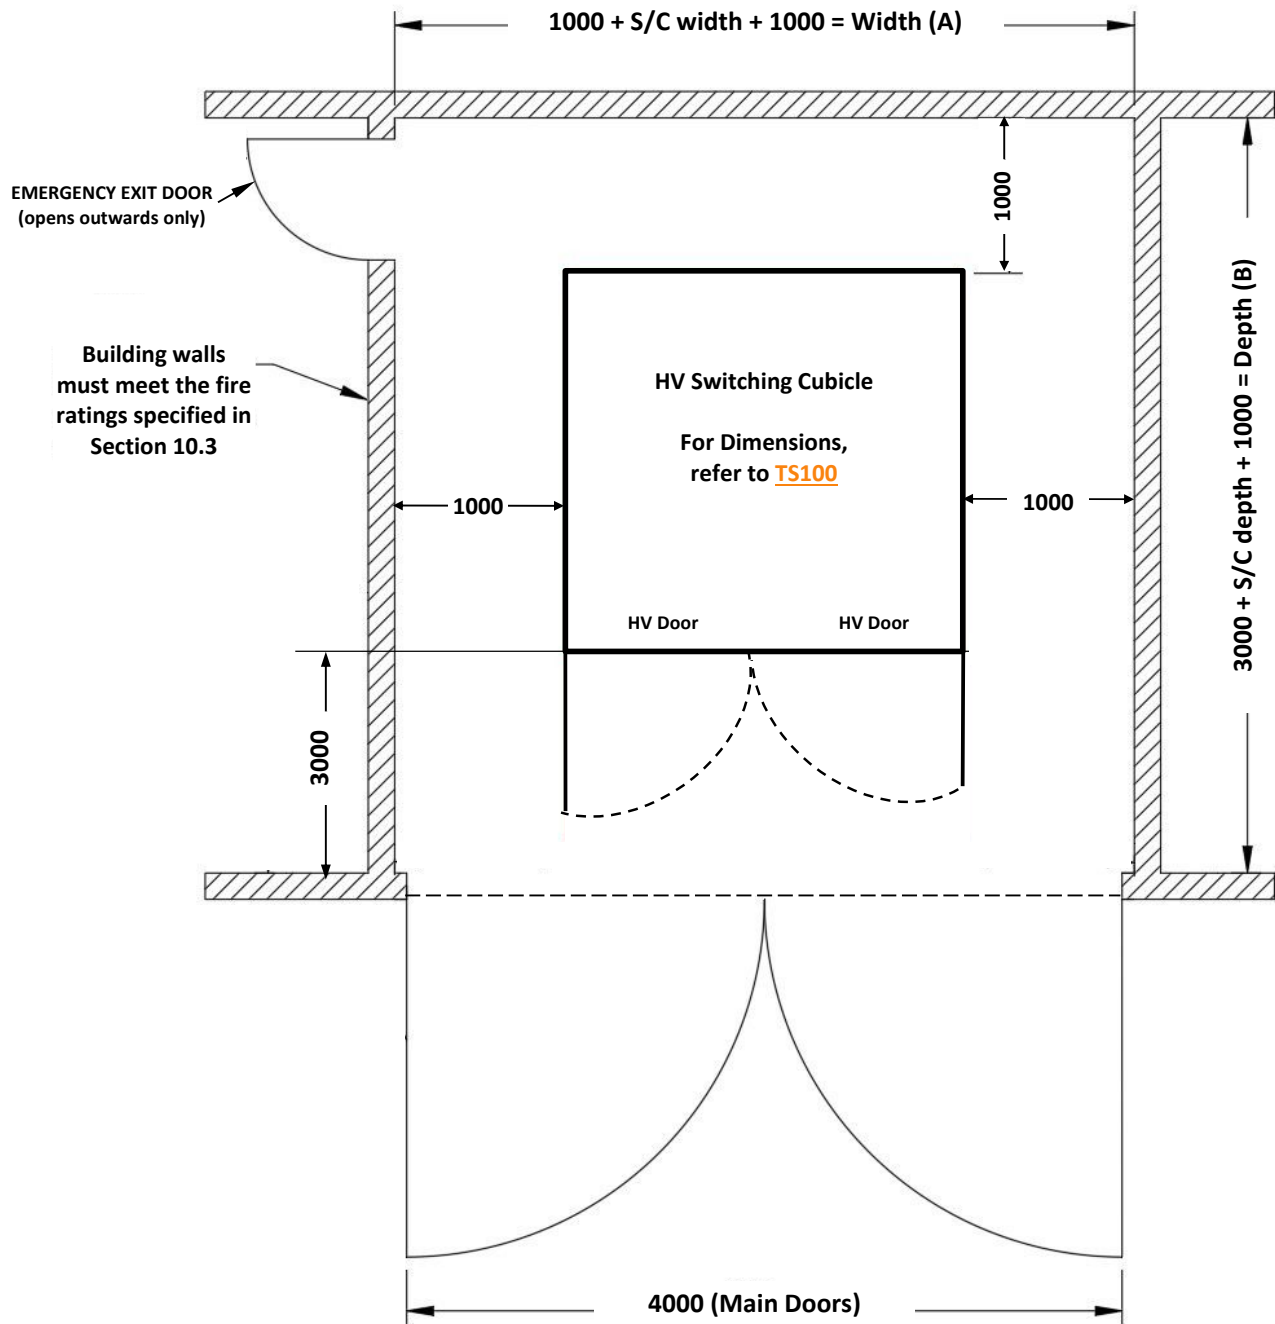 1000 + S/C width + 1000 = Width (A)
EMERGENCY EXIT DOOR
(opens outwards only)
1000
3000 + S/C depth + 1000 = Depth (B)
Building walls
must meet the fire
ratings specified in
Section 10.3
HV Switching Cubicle
For Dimensions,
refer to TS100
1000
1000
HV Door
HV Door
3000
4000 (Main Doors)